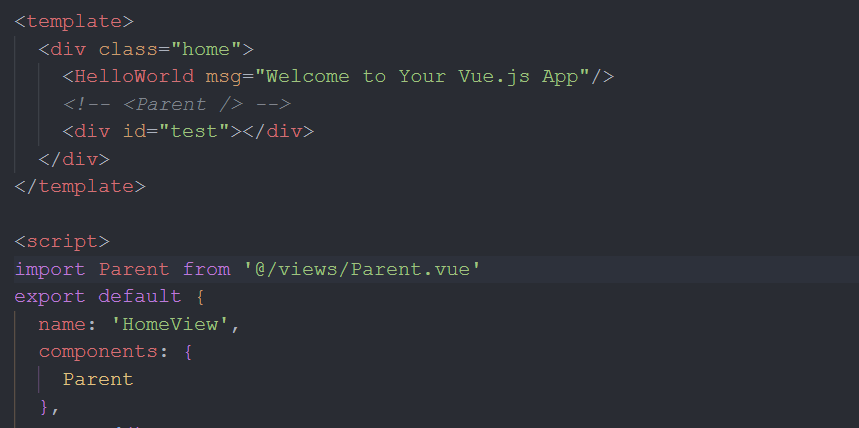 <template>
  <div class="home">
    <HelloWorld msg="Welcome to Your Vue.js App"/>
    <!-- <Parent /> -->
    <div id="test"></div>
  </div>
</template>

<script>
import Parent from '@/views/Parent.vue'
export default {
  name: 'HomeView',
  components: {
    Parent
  },